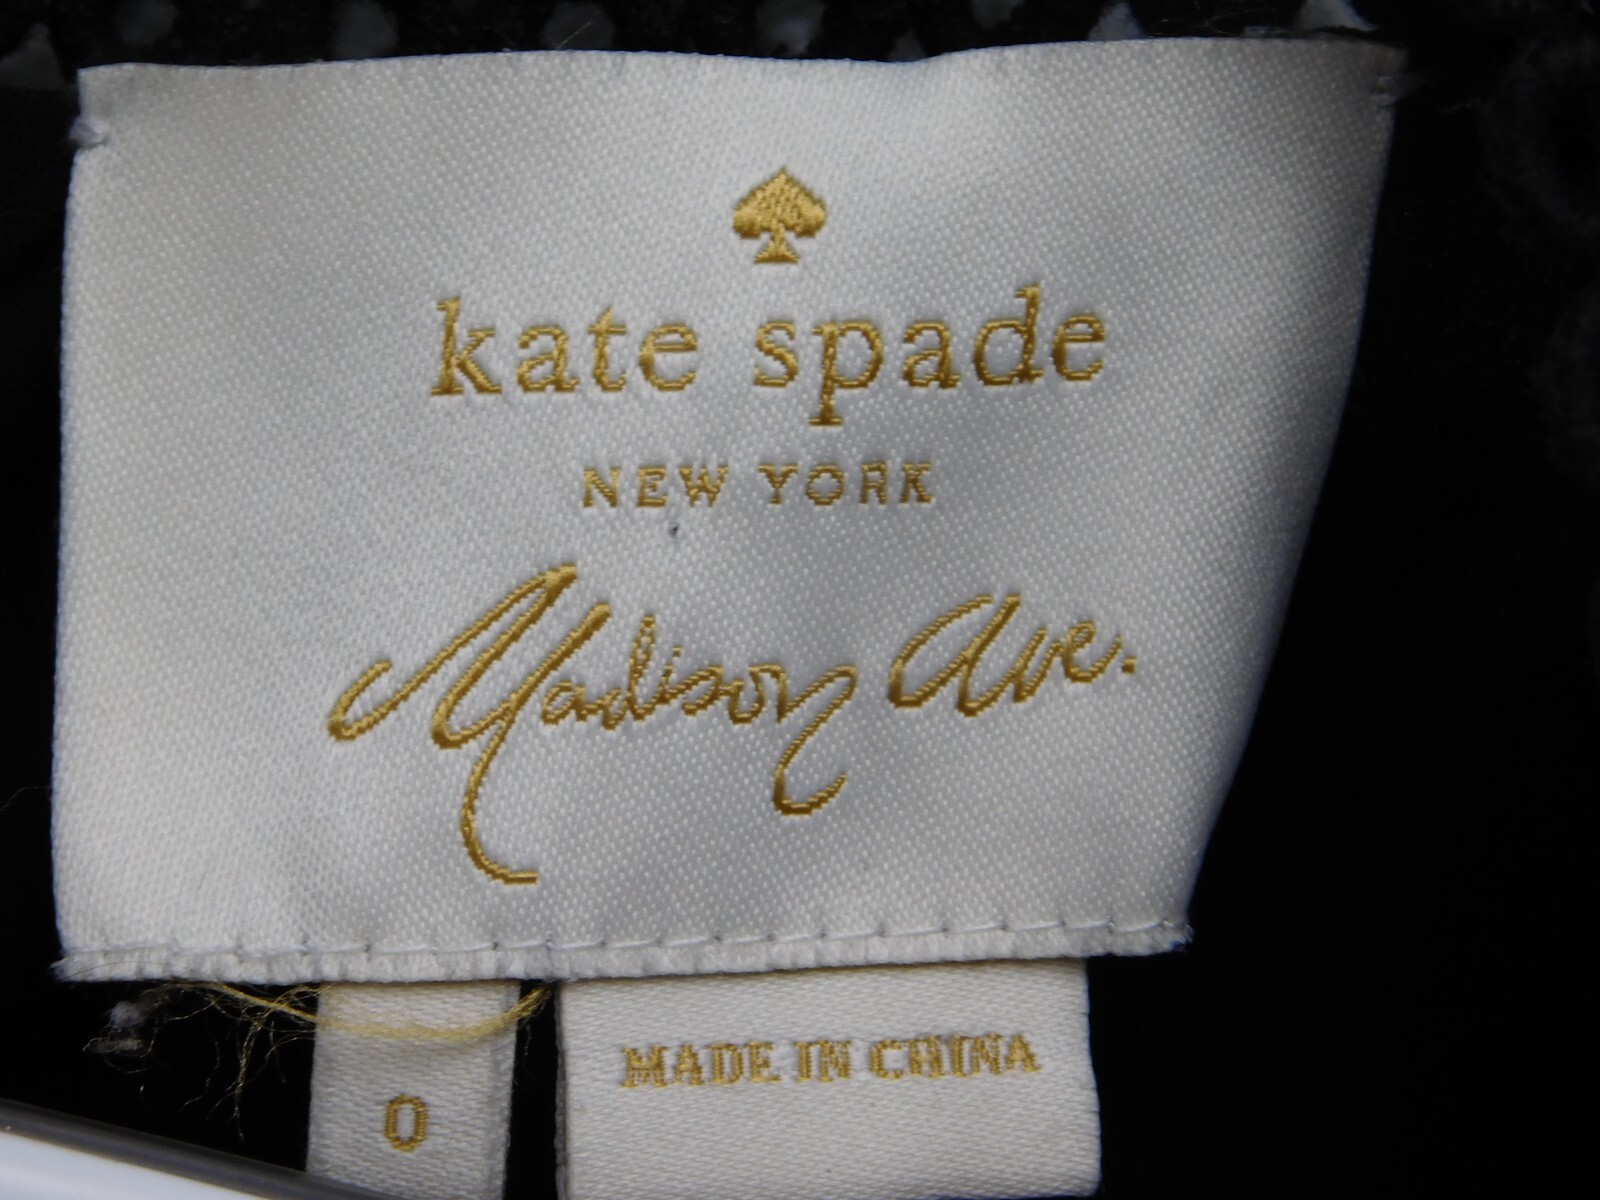 kate spade
NEW YORK
Madison Ave.
0
MADE IN CHINA